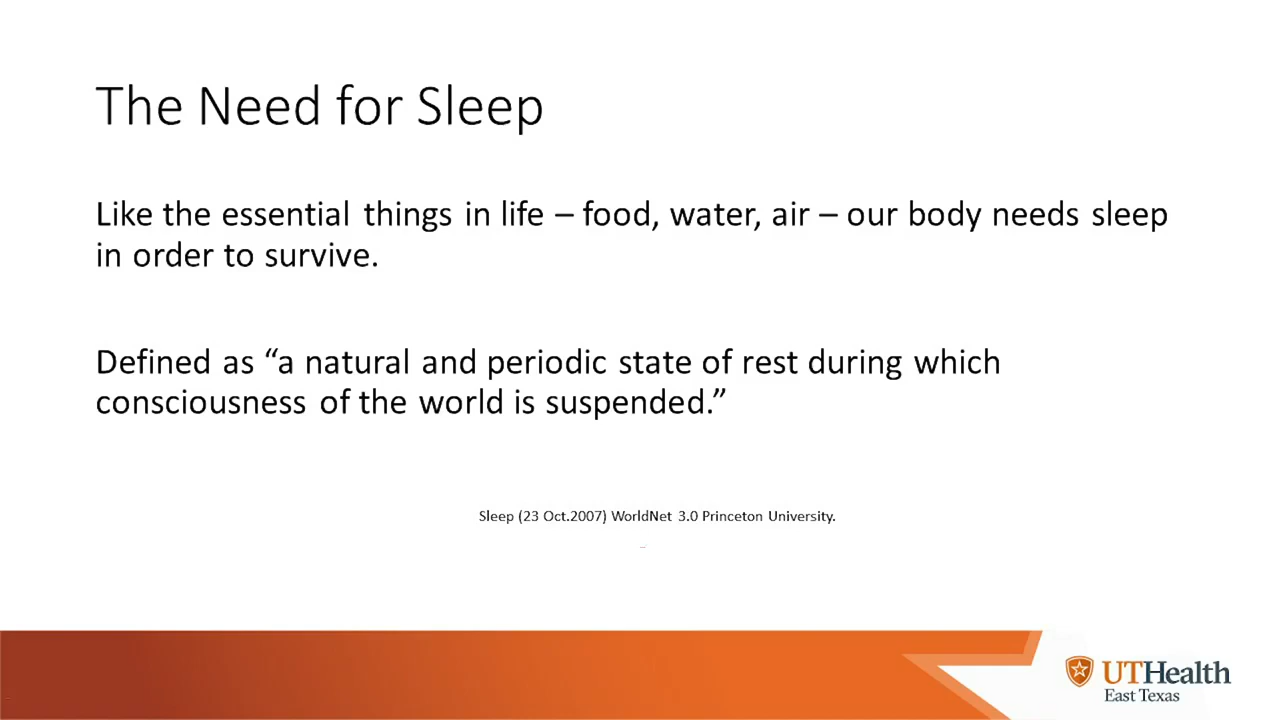 The Need for Sleep
Like the essential things in life – food, water, air – our body needs sleep
in order to survive.
Defined as “a natural and periodic state of rest during which
consciousness of the world is suspended.”
Sleep (23 Oct.2007) WorldNet 3.0 Princeton University.
UTHealth
East Texas